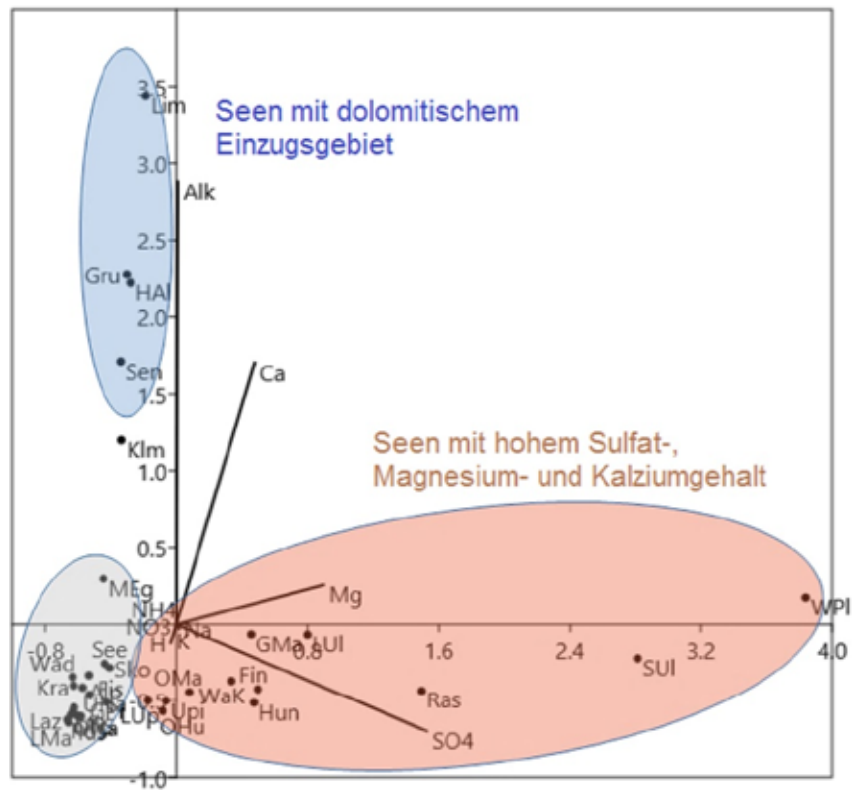 3.5
Lim
Seen mit dolomitischem
Einzugsgebiet
3.0
Alk
2.5
Gru
HAl
2.0
Sen
1.5
Ca
Klm
1.0
Seen mit hohem Sulfat-,
Magnesium- und Kalziumgehalt
0.5
MEg
NH4
Mg
WPl
NO3
Na
H
K
GMa
-0.8
0.8
1.6
2.4
3.2
4.0
See
Wad
OMa
Fin
SUl
Kra
WaK
Ras
Laz
LUp
Upi
Hun
LMa
OHu
SO4
-1.0